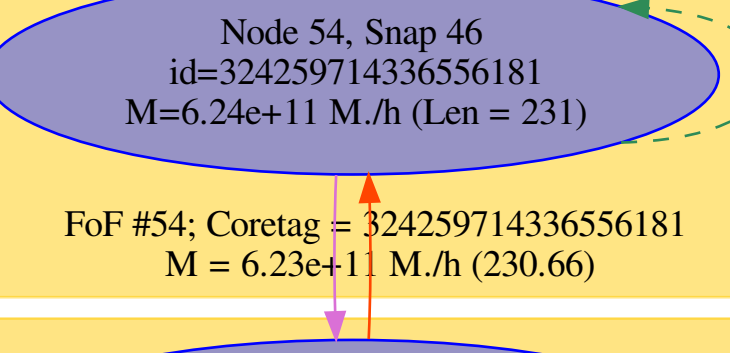 Node 54, Snap 46
id=324259714336556181
M=6.24e+11 M./h (Len = 231)
FoF #54; Coretag = 324259714336556181
M = 6.23e+11 M./h (230.66)